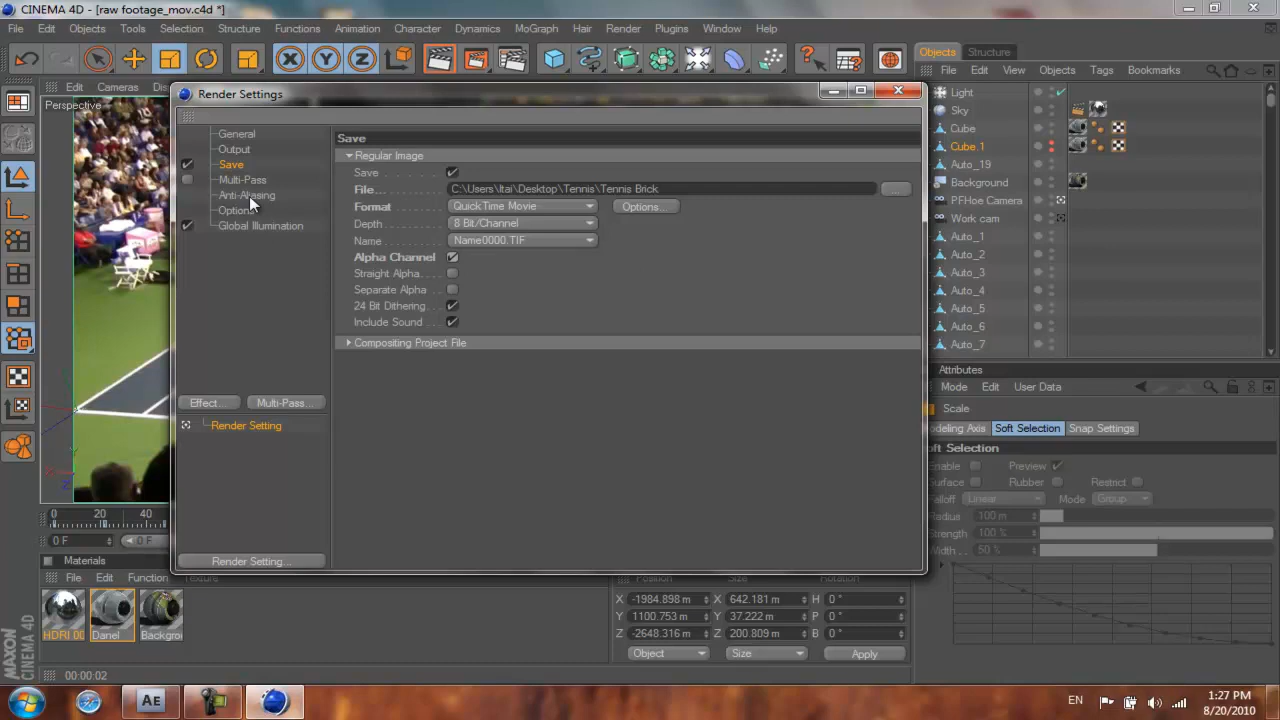 CINEMA 4D - [raw footage_mov.c4d *]
File Edit Objects Tools Selection Structure Functions Animation Character Dynamics MoGraph Hair Render Plugins Window Help
Objects Structure
File Edit View Objects Tags Bookmarks
Edit Cameras
Perspective
Render Settings
General
Output
Save
Multi-Pass
Anti-Aliasing
Options
Global Illumination
Effect... Multi-Pass...
Render Setting
Render Setting...
Save
Regular Image
Save
File... C:\Users\Itai\Desktop\Tennis\Tennis Brick ...
Format QuickTime Movie Options...
Depth 8 Bit/Channel
Name Name0000.TIF
Alpha Channel
Straight Alpha
Separate Alpha
24 Bit Dithering
Include Sound
Compositing Project File
Light
Sky
Cube
Cube.1
Auto_19
Background
PFHoe Camera
Work cam
Auto_1
Auto_2
Auto_3
Auto_4
Auto_5
Auto_6
Auto_7
Attributes
Mode Edit User Data
Scale
odeling Axis Soft Selection Snap Settings
oft Selection
Enable Preview
Surface Rubber Restrict
Falloff Linear Mode Group
Radius 100 m
Strength 100 %
Width 50 %
0 20 40
0 F 0 F
Materials
File Edit Function Texture
HDRI 00 Danel Backgro
Position Size Rotation
X -1984.898 m X 642.181 m H 0 °
Y 1100.753 m Y 37.222 m P 0 °
Z -2648.316 m Z 200.809 m B 0 °
Object Size Apply
MAXON
CINEMA 4D
00:00:02
AE
EN
1:27 PM
8/20/2010